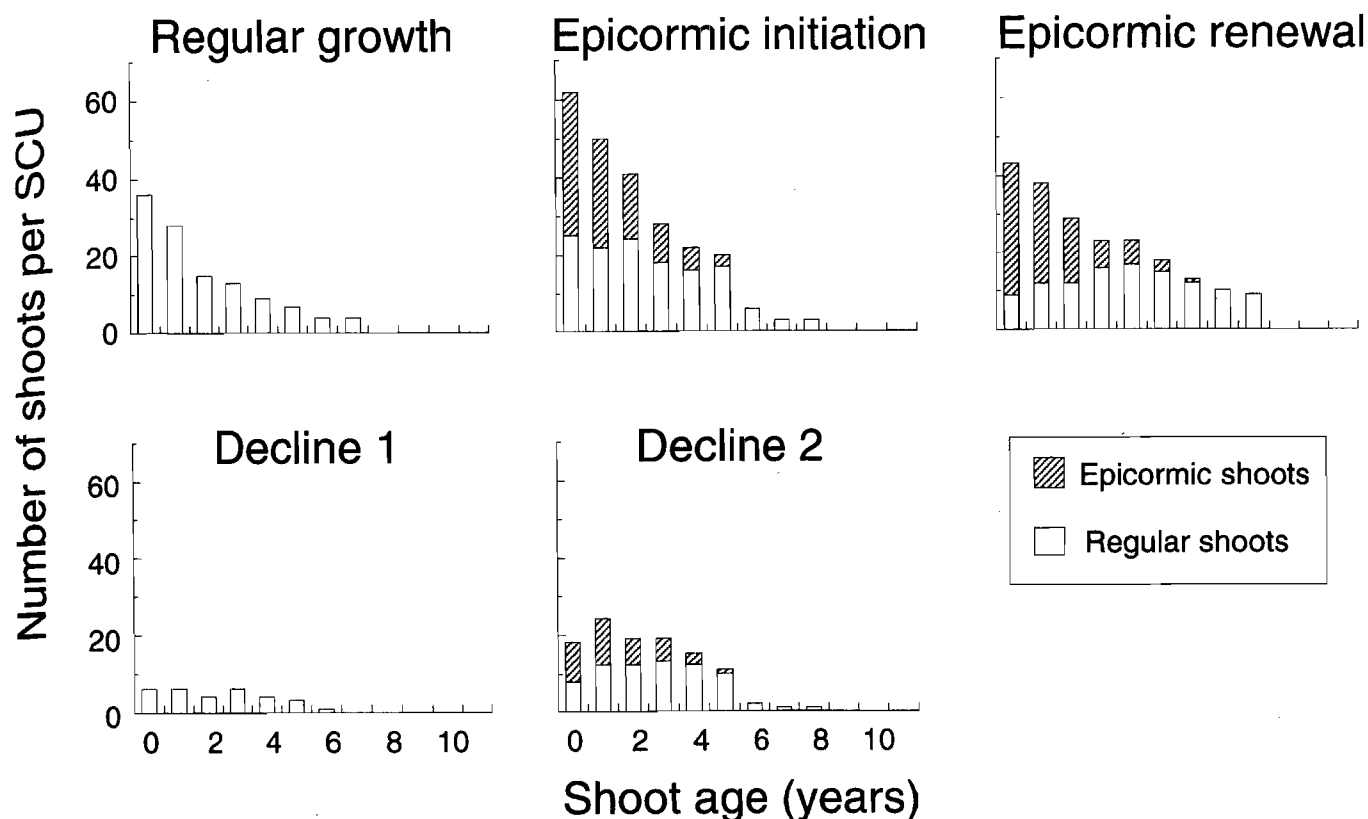 Regular growth
Epicormic initiation
Epicormic renewal
Number of shoots per SCU
60
40
20
0
Decline 1
Decline 2
60
40
20
0
0 2 4 6 8 10
0 2 4 6 8 10
Epicormic shoots
Regular shoots
Shoot age (years)